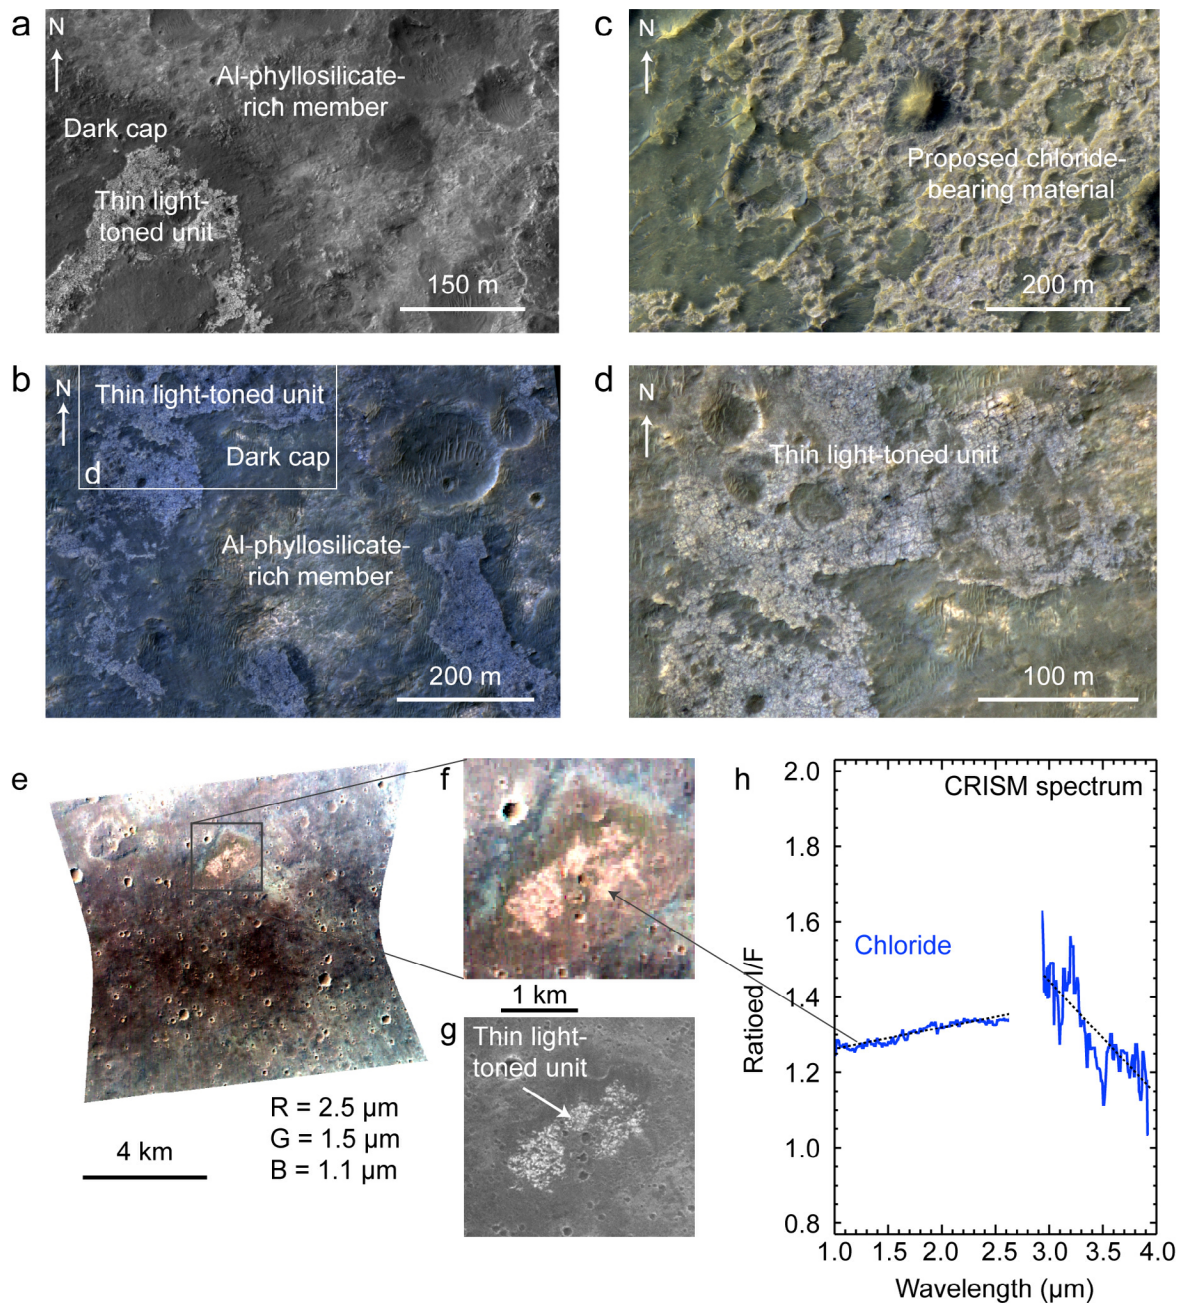 a
N
Al-phyllosilicate-
rich member
Dark cap
Thin light-
toned unit
150 m
c
N
Proposed chloride-
bearing material
200 m
b
N
Thin light-toned unit
d
Dark cap
Al-phyllosilicate-
rich member
200 m
d
N
Thin light-toned unit
100 m
e
R = 2.5 µm
G = 1.5 µm
B = 1.1 µm
4 km
f
1 km
g
Thin light-
toned unit
h
CRISM spectrum
Chloride
Ratioed I/F
2.0
1.8
1.6
1.4
1.2
1.0
0.8
1.0 1.5 2.0 2.5 3.0 3.5 4.0
Wavelength (µm)